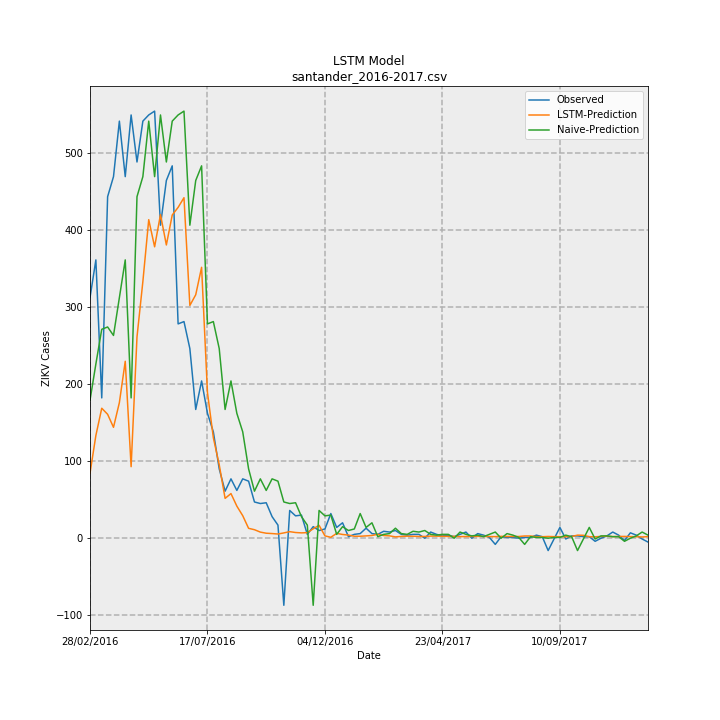 LSTM Model
santander_2016-2017.csv
Observed
LSTM-Prediction
Naive-Prediction
500
400
300
200
100
0
−100
ZIKV Cases
28/02/2016
17/07/2016
04/12/2016
23/04/2017
10/09/2017
Date